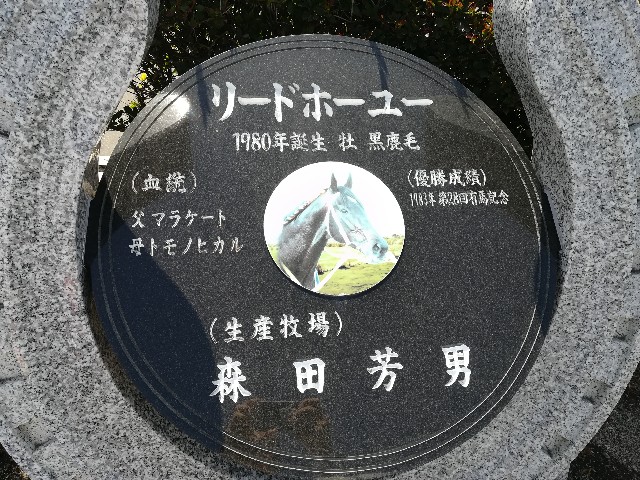 リードホーユー
1980年誕生 牡 黒鹿毛
(血統)
父マラケート
母トモノヒカル
(優勝成績)
1983年 第28回有馬記念
(生産牧場)
森田芳男